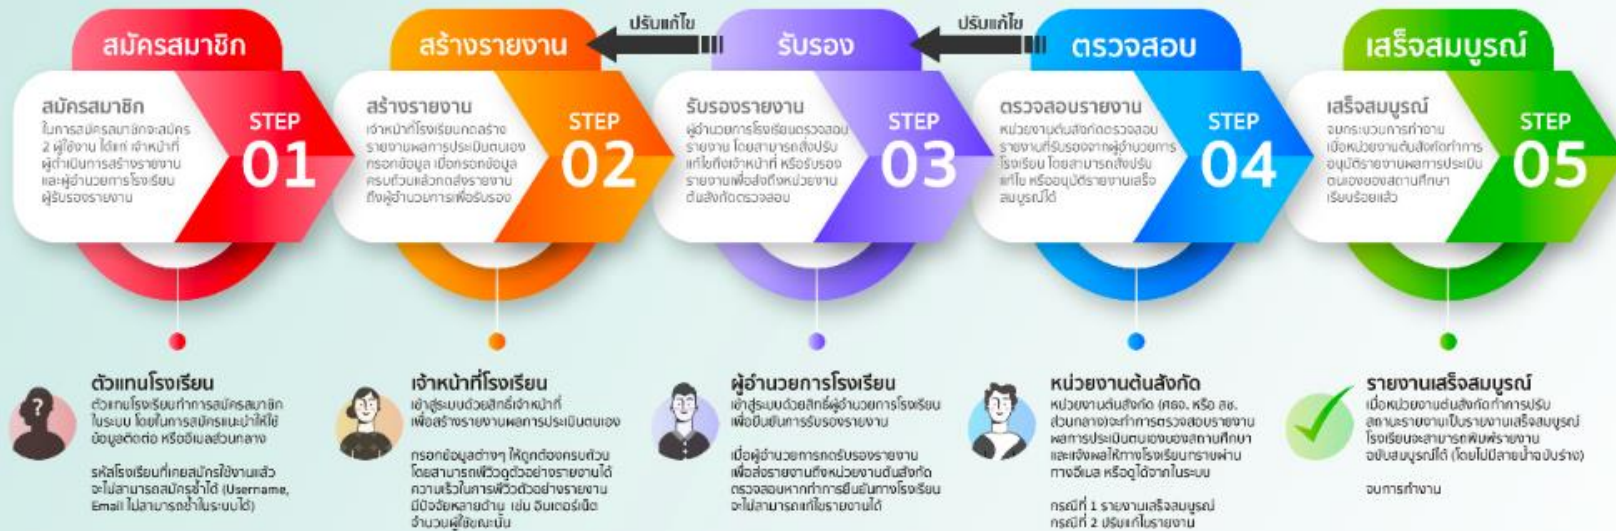 สมัครสมาชิก
สมัครสมาชิก
ในการสมัครสมาชิกจะสมัคร
2 ผู้ใช้งาน ได้แก่ เจ้าหน้าที่
ผู้ดำเนินการสร้างรายงาน
และผู้อำนวยการโรงเรียน
ผู้รับรองรายงาน
STEP
01
ปรับแก้ไข
สร้างรายงาน
สร้างรายงาน
เจ้าหน้าที่โรงเรียนกดสร้าง
รายงานผลการประเมินตนเอง
กรอกข้อมูล เมื่อกรอกข้อมูล
ครบถ้วนแล้วกดส่งรายงาน
ถึงผู้อำนวยการเพื่อรับรอง
STEP
02
ปรับแก้ไข
รับรอง
รับรองรายงาน
ผู้อำนวยการโรงเรียนตรวจสอบ
รายงาน โดยสามารถสั่งปรับ
แก้ไขถึงเจ้าหน้าที่ หรือรับรอง
รายงานเพื่อส่งถึงหน่วยงาน
ต้นสังกัดตรวจสอบ
STEP
03
ตรวจสอบ
ตรวจสอบรายงาน
หน่วยงานต้นสังกัดตรวจสอบ
รายงานที่รับรองจากผู้อำนวยการ
โรงเรียน โดยสามารถสั่งปรับ
แก้ไข หรืออนุมัติรายงานเสร็จ
สมบูรณ์ได้
STEP
04
เสร็จสมบูรณ์
เสร็จสมบูรณ์
จบกระบวนการทำงาน
เมื่อหน่วยงานต้นสังกัดทำการ
อนุมัติรายงานผลการประเมิน
ตนเองของสถานศึกษา
เรียบร้อยแล้ว
STEP
05
?
ตัวแทนโรงเรียน
ตัวแทนโรงเรียนทำการสมัครสมาชิก
ในระบบ โดยในการสมัครแนะนำให้ใช้
ข้อมูลติดต่อ หรืออีเมลส่วนกลาง
รหัสโรงเรียนที่เคยสมัครใช้งานแล้ว
จะไม่สามารถสมัครซ้ำได้ (Username,
Email ไม่สามารถซ้ำในระบบได้)
เจ้าหน้าที่โรงเรียน
เข้าสู่ระบบด้วยสิทธิ์เจ้าหน้าที่
เพื่อสร้างรายงานผลการประเมินตนเอง
กรอกข้อมูลต่างๆ ให้ถูกต้องครบถ้วน
โดยสามารถพรีวิวดูตัวอย่างรายงานได้
ความเร็วในการพรีวิวตัวอย่างรายงาน
มีปัจจัยหลายด้าน เช่น อินเตอร์เน็ต
จำนวนผู้ใช้ขณะนั้น
ผู้อำนวยการโรงเรียน
เข้าสู่ระบบด้วยสิทธิ์ผู้อำนวยการโรงเรียน
เพื่อยืนยันการรับรองรายงาน
เมื่อผู้อำนวยการกดรับรองรายงาน
เพื่อส่งรายงานถึงหน่วยงานต้นสังกัด
ตรวจสอบหากทำการยืนยันทางโรงเรียน
จะไม่สามารถแก้ไขรายงานได้
หน่วยงานต้นสังกัด
หน่วยงานต้นสังกัด (ศธจ. หรือ สช.
ส่วนกลาง)จะทำการตรวจสอบรายงาน
ผลการประเมินตนเองของสถานศึกษา
และแจ้งผลให้ทางโรงเรียนทราบผ่าน
ทางอีเมล หรือดูได้จากในระบบ
กรณีที่ 1 รายงานเสร็จสมบูรณ์
กรณีที่ 2 ปรับแก้ไขรายงาน
รายงานเสร็จสมบูรณ์
เมื่อหน่วยงานต้นสังกัดทำการปรับ
สถานะรายงานเป็นรายงานเสร็จสมบูรณ์
โรงเรียนจะสามารถพิมพ์รายงาน
ฉบับสมบูรณ์ได้ (โดยไม่มีลายน้ำฉบับร่าง)
จบการทำงาน